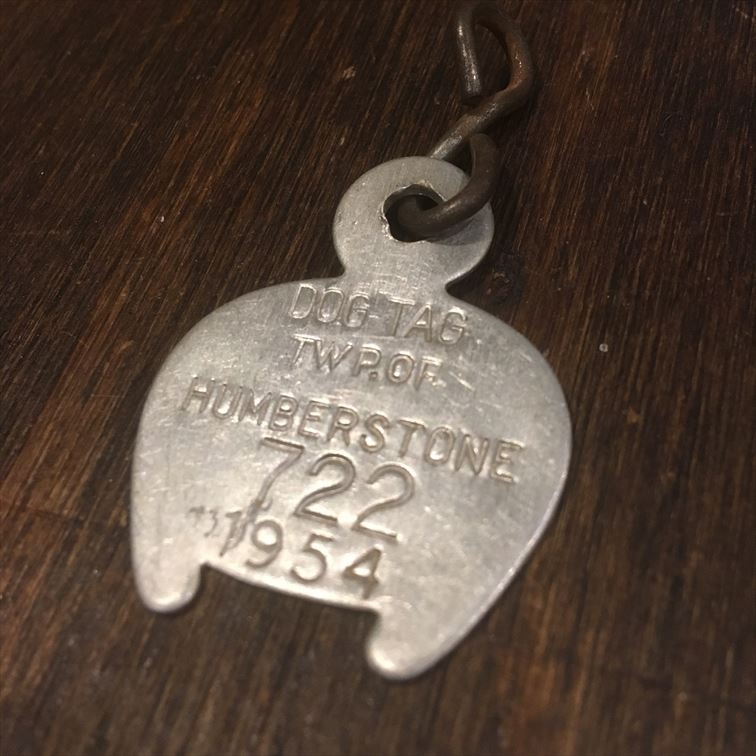 DOG TAG
TWP. OF
HUMBERSTONE
722
1954